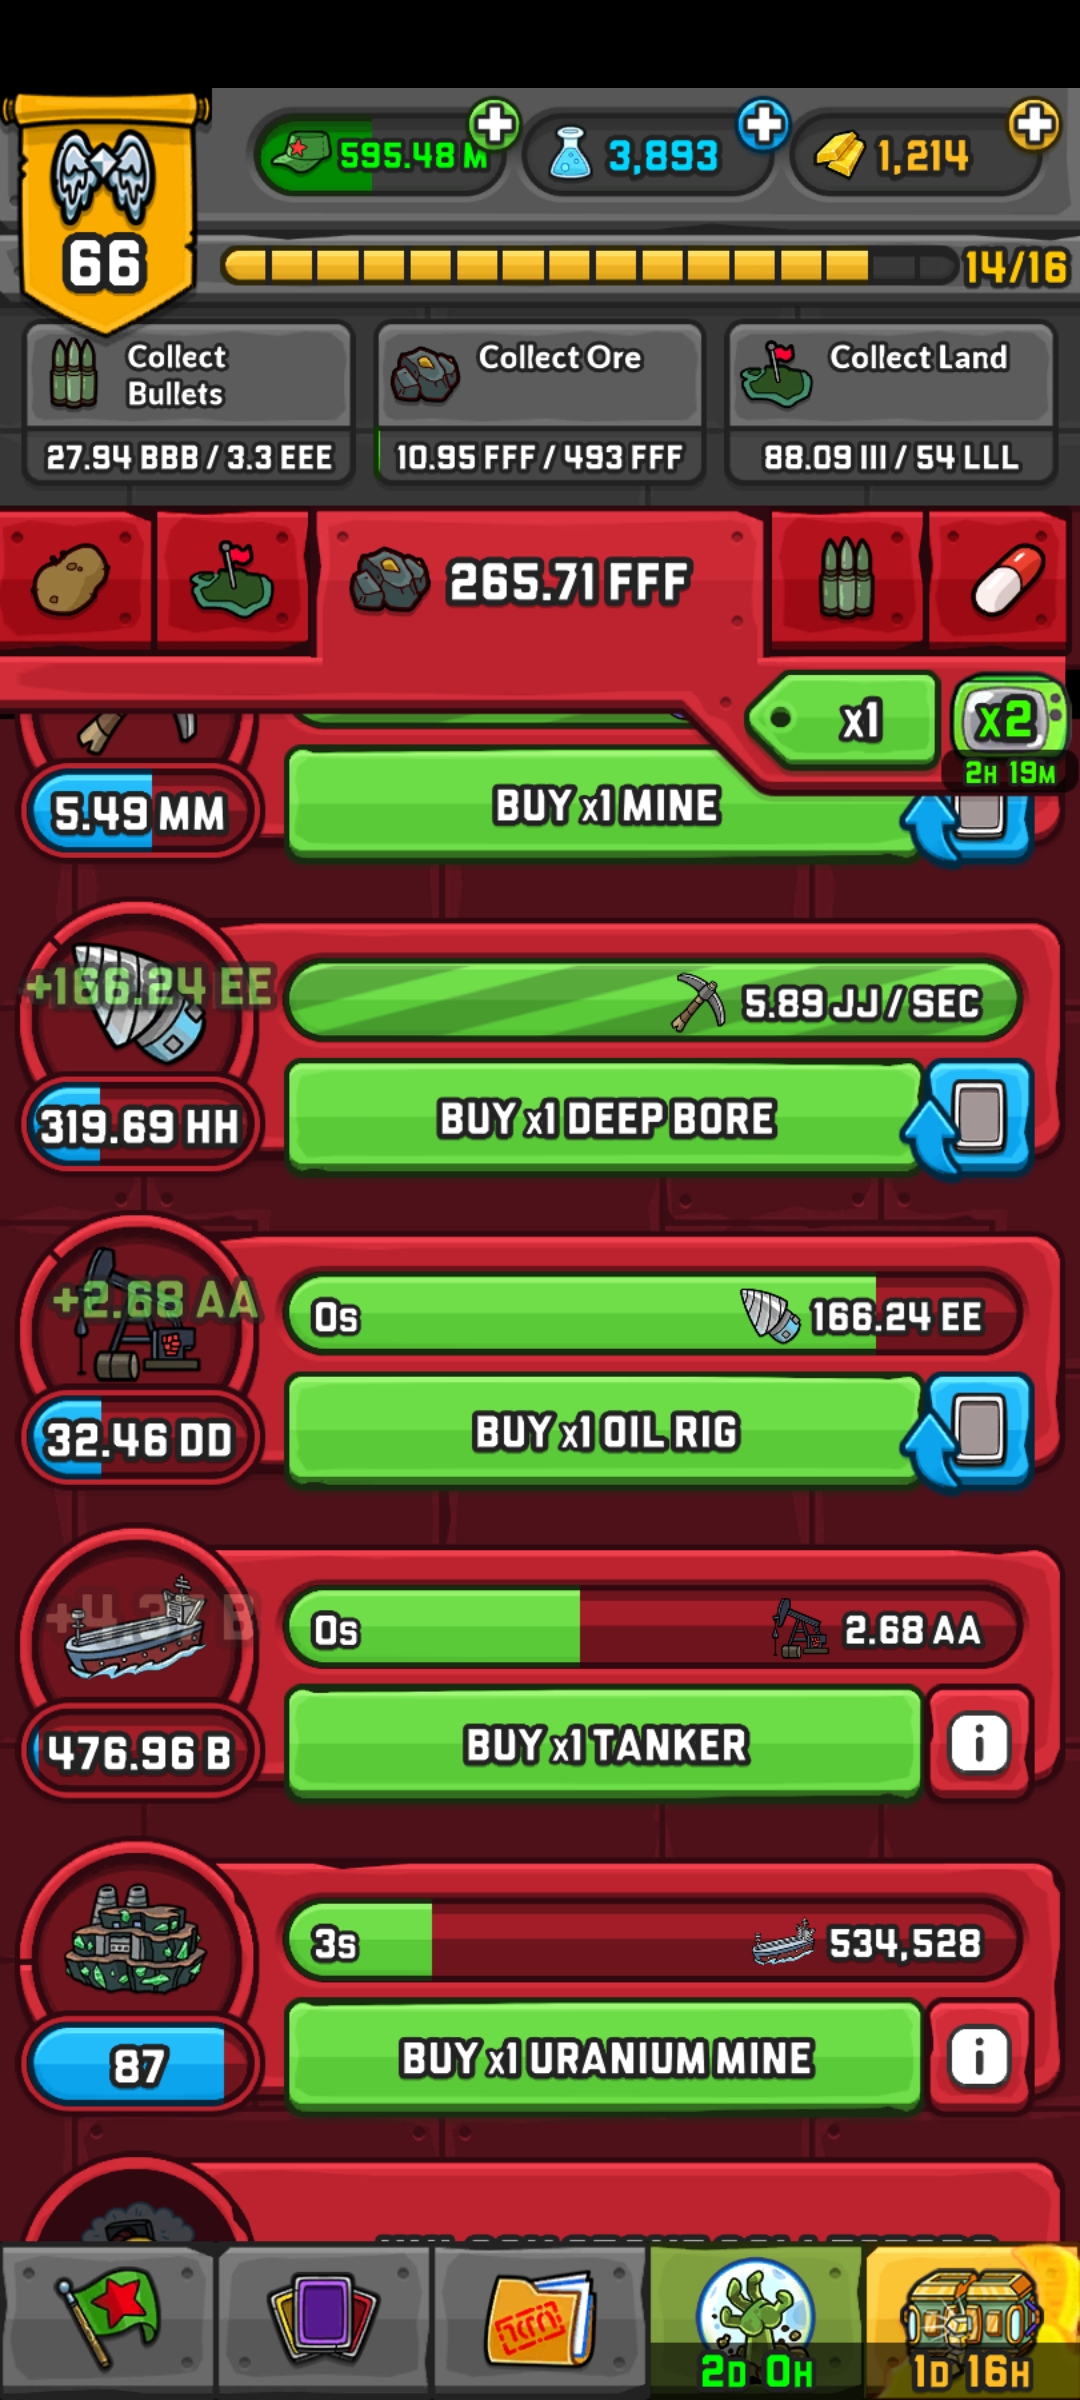 595.48 M
3,893
1,214
66
14/16
Collect
Bullets
Collect Ore
Collect Land
27.94 BBB / 3.3 EEE
10.95 FFF / 493 FFF
88.09 III / 54 LLL
265.71 FFF
x1
x2
2H 19M
5.49 MM
BUY x1 MINE
+166.24 EE
5.89 JJ / SEC
319.69 HH
BUY x1 DEEP BORE
+2.68 AA
0s
166.24 EE
32.46 DD
BUY x1 OIL RIG
0s
2.68 AA
476.96 B
BUY x1 TANKER
i
3s
534,528
87
BUY x1 URANIUM MINE
i
2D 0H
1D 16H